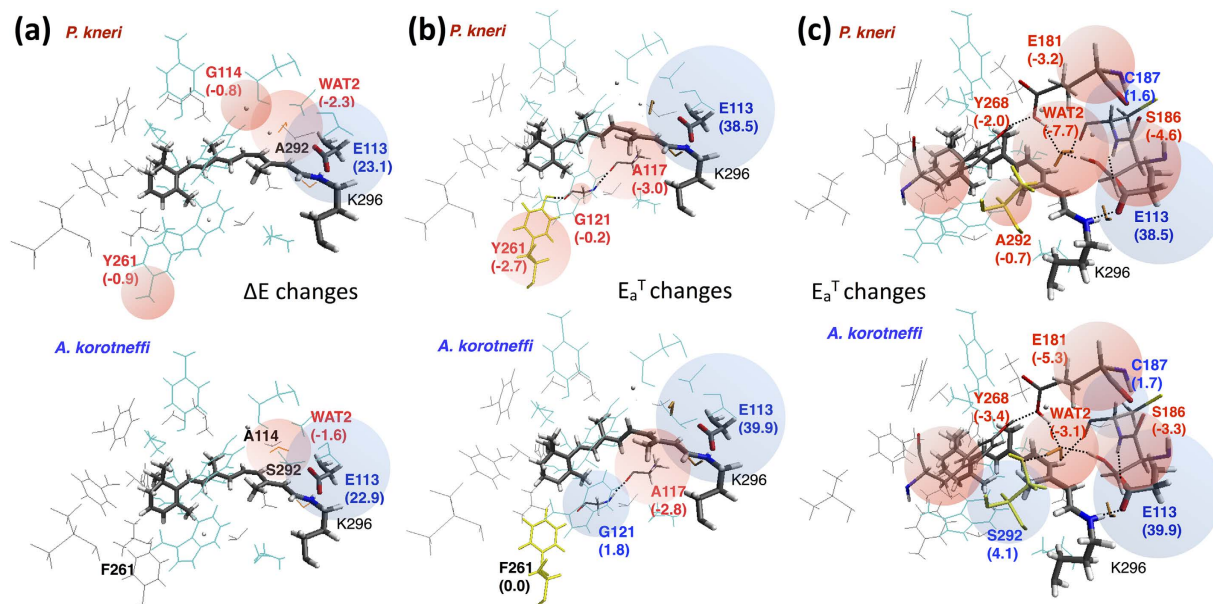 (a)
P. kneri
G114
(-0.8)
WAT2
(-2.3)
A292
E113
(23.1)
K296
Y261
(-0.9)
ΔE changes
A. korotneffi
A114
WAT2
(-1.6)
S292
E113
(22.9)
K296
F261
(b)
P. kneri
E113
(38.5)
K296
A117
(-3.0)
G121
(-0.2)
Y261
(-2.7)
EaT changes
A. korotneffi
E113
(39.9)
K296
A117
(-2.8)
G121
(1.8)
F261
(0.0)
(c)
P. kneri
E181
(-3.2)
C187
(1.6)
Y268
(-2.0)
WAT2
(-7.7)
S186
(-4.6)
E113
(38.5)
A292
(-0.7)
K296
EaT changes
A. korotneffi
E181
(-5.3)
C187
(1.7)
Y268
(-3.4)
WAT2
(-3.1)
S186
(-3.3)
E113
(39.9)
S292
(4.1)
K296